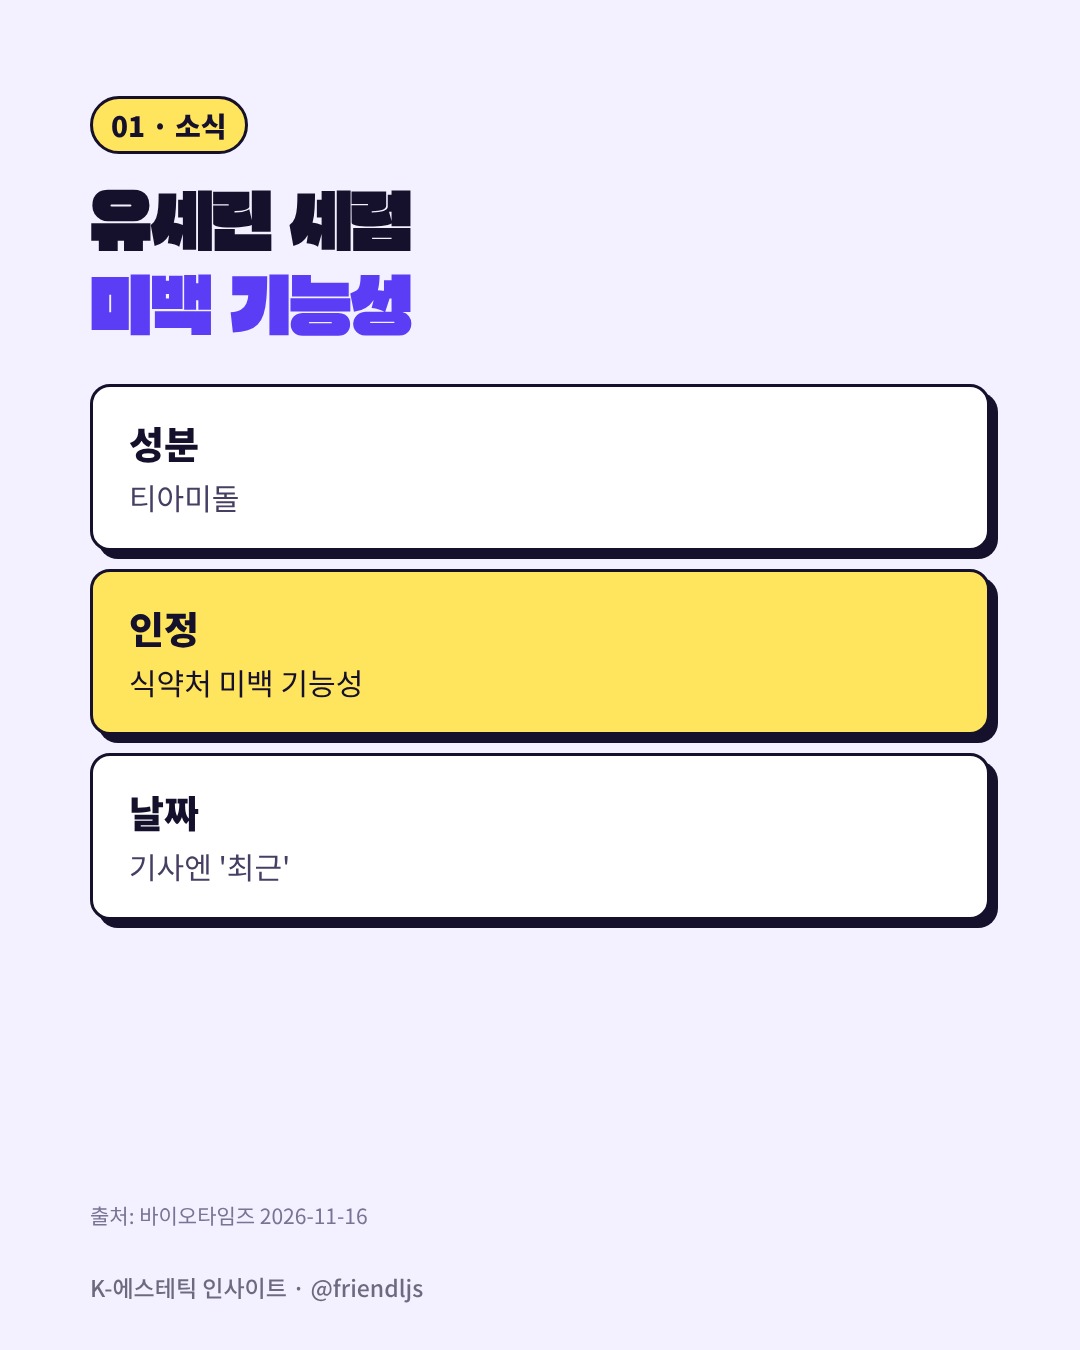 01 · 소식
유세린 세럼
미백 기능성
성분
티아미돌
인정
식약처 미백 기능성
날짜
기사엔 '최근'
출처: 바이오타임즈 2026-11-16
K-에스테틱 인사이트 · @friendljs